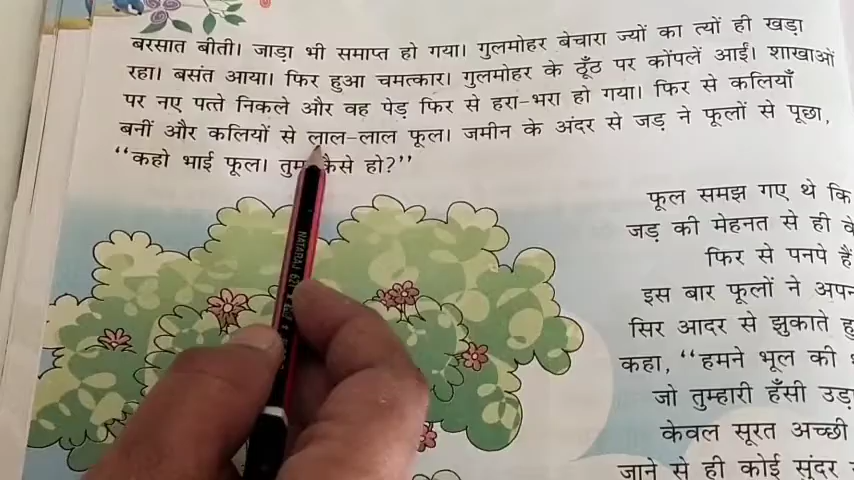 बरसात बीती। जाड़ा भी समाप्त हो गया। गुलमोहर बेचारा ज्यों का त्यों ही खड़ा
रहा। बसंत आया। फिर हुआ चमत्कार। गुलमोहर के ठूँठ पर कोंपलें आईं। शाखाओं
पर नए पत्ते निकले और वह पेड़ फिर से हरा-भरा हो गया। फिर से कलियाँ
बनीं और कलियों से लाल-लाल फूल। जमीन के अंदर से जड़ ने फूलों से पूछा,
“कहो भाई फूल। तुम कैसे हो?”
फूल समझ गए थे कि
जड़ की मेहनत से ही
फिर से पनपे हैं
इस बार फूलों ने
सिर आदर से झुकाते
कहा, “हमने भूल की
जो तुम्हारी हँसी
केवल सूरत अच्छी
जाने से ही कोई सुंदर
NATARAJ 621